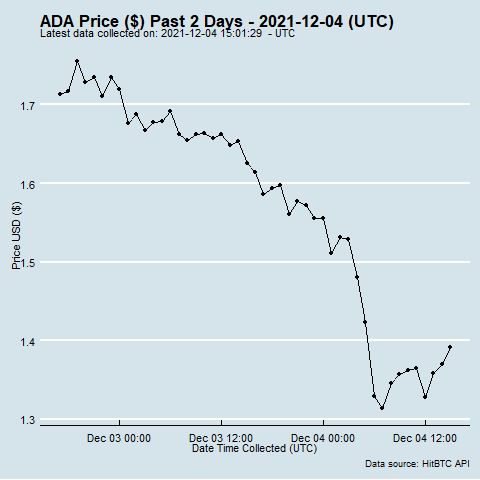 ADA Price ($) Past 2 Days - 2021-12-04 (UTC)
Latest data collected on: 2021-12-04 15:01:29 - UTC
Price USD ($)
1.7
1.6
1.5
1.4
1.3
Dec 03 00:00 Dec 03 12:00 Dec 04 00:00 Dec 04 12:00
Date Time Collected (UTC)
Data source: HitBTC API